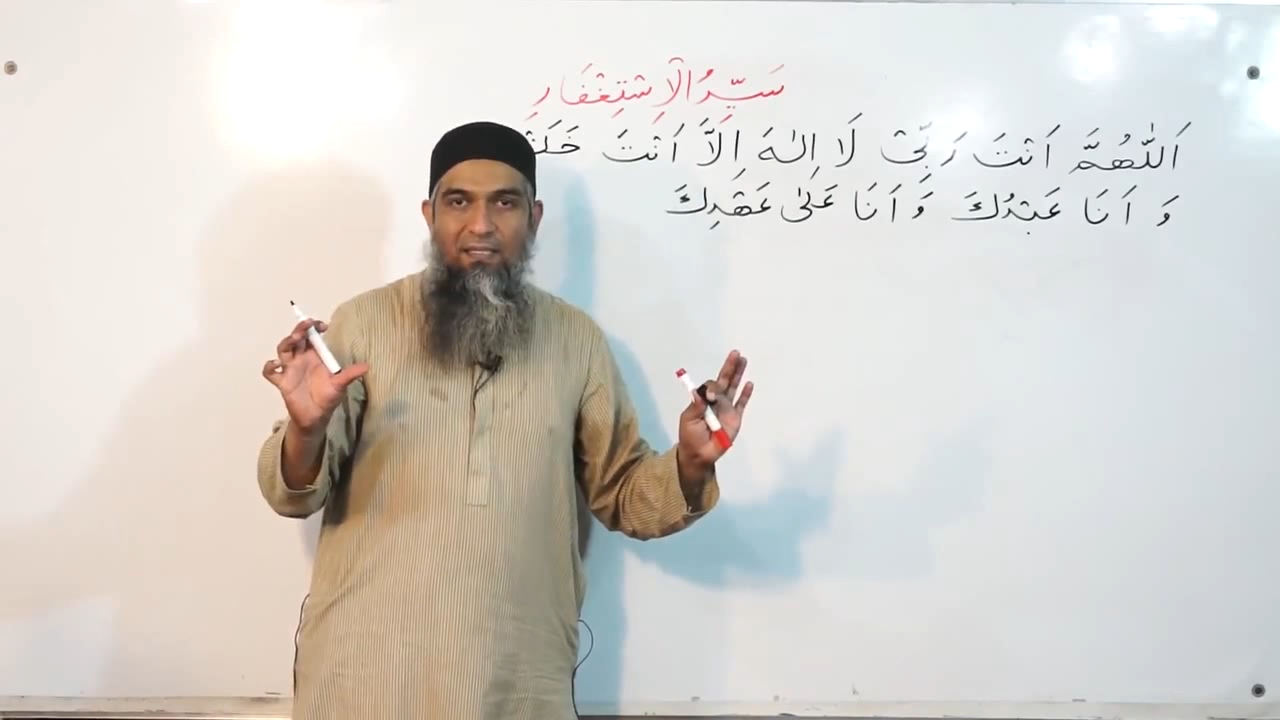 سَيِّدُ الْاِسْتِغْفَارِ
اَللّٰهُمَّ اَنْتَ رَبِّيْ لَا اِلٰهَ اِلَّا اَنْتَ
وَ اَنَا عَبْدُكَ وَ اَنَا عَلٰى عَهْدِكَ